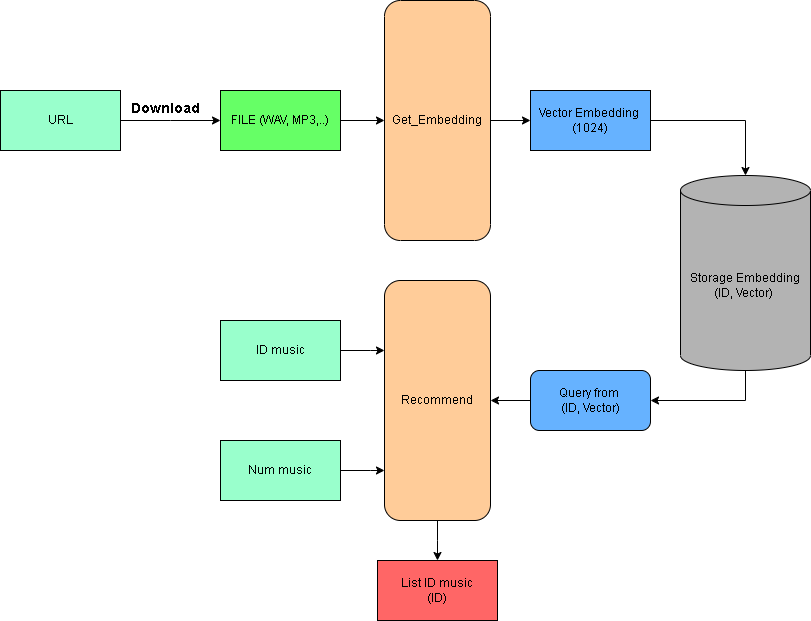 URL
Download
FILE (WAV, MP3,..)
Get_Embedding
Vector Embedding
(1024)
Storage Embedding
(ID, Vector)
ID music
Recommend
Query from
(ID, Vector)
Num music
List ID music
(ID)